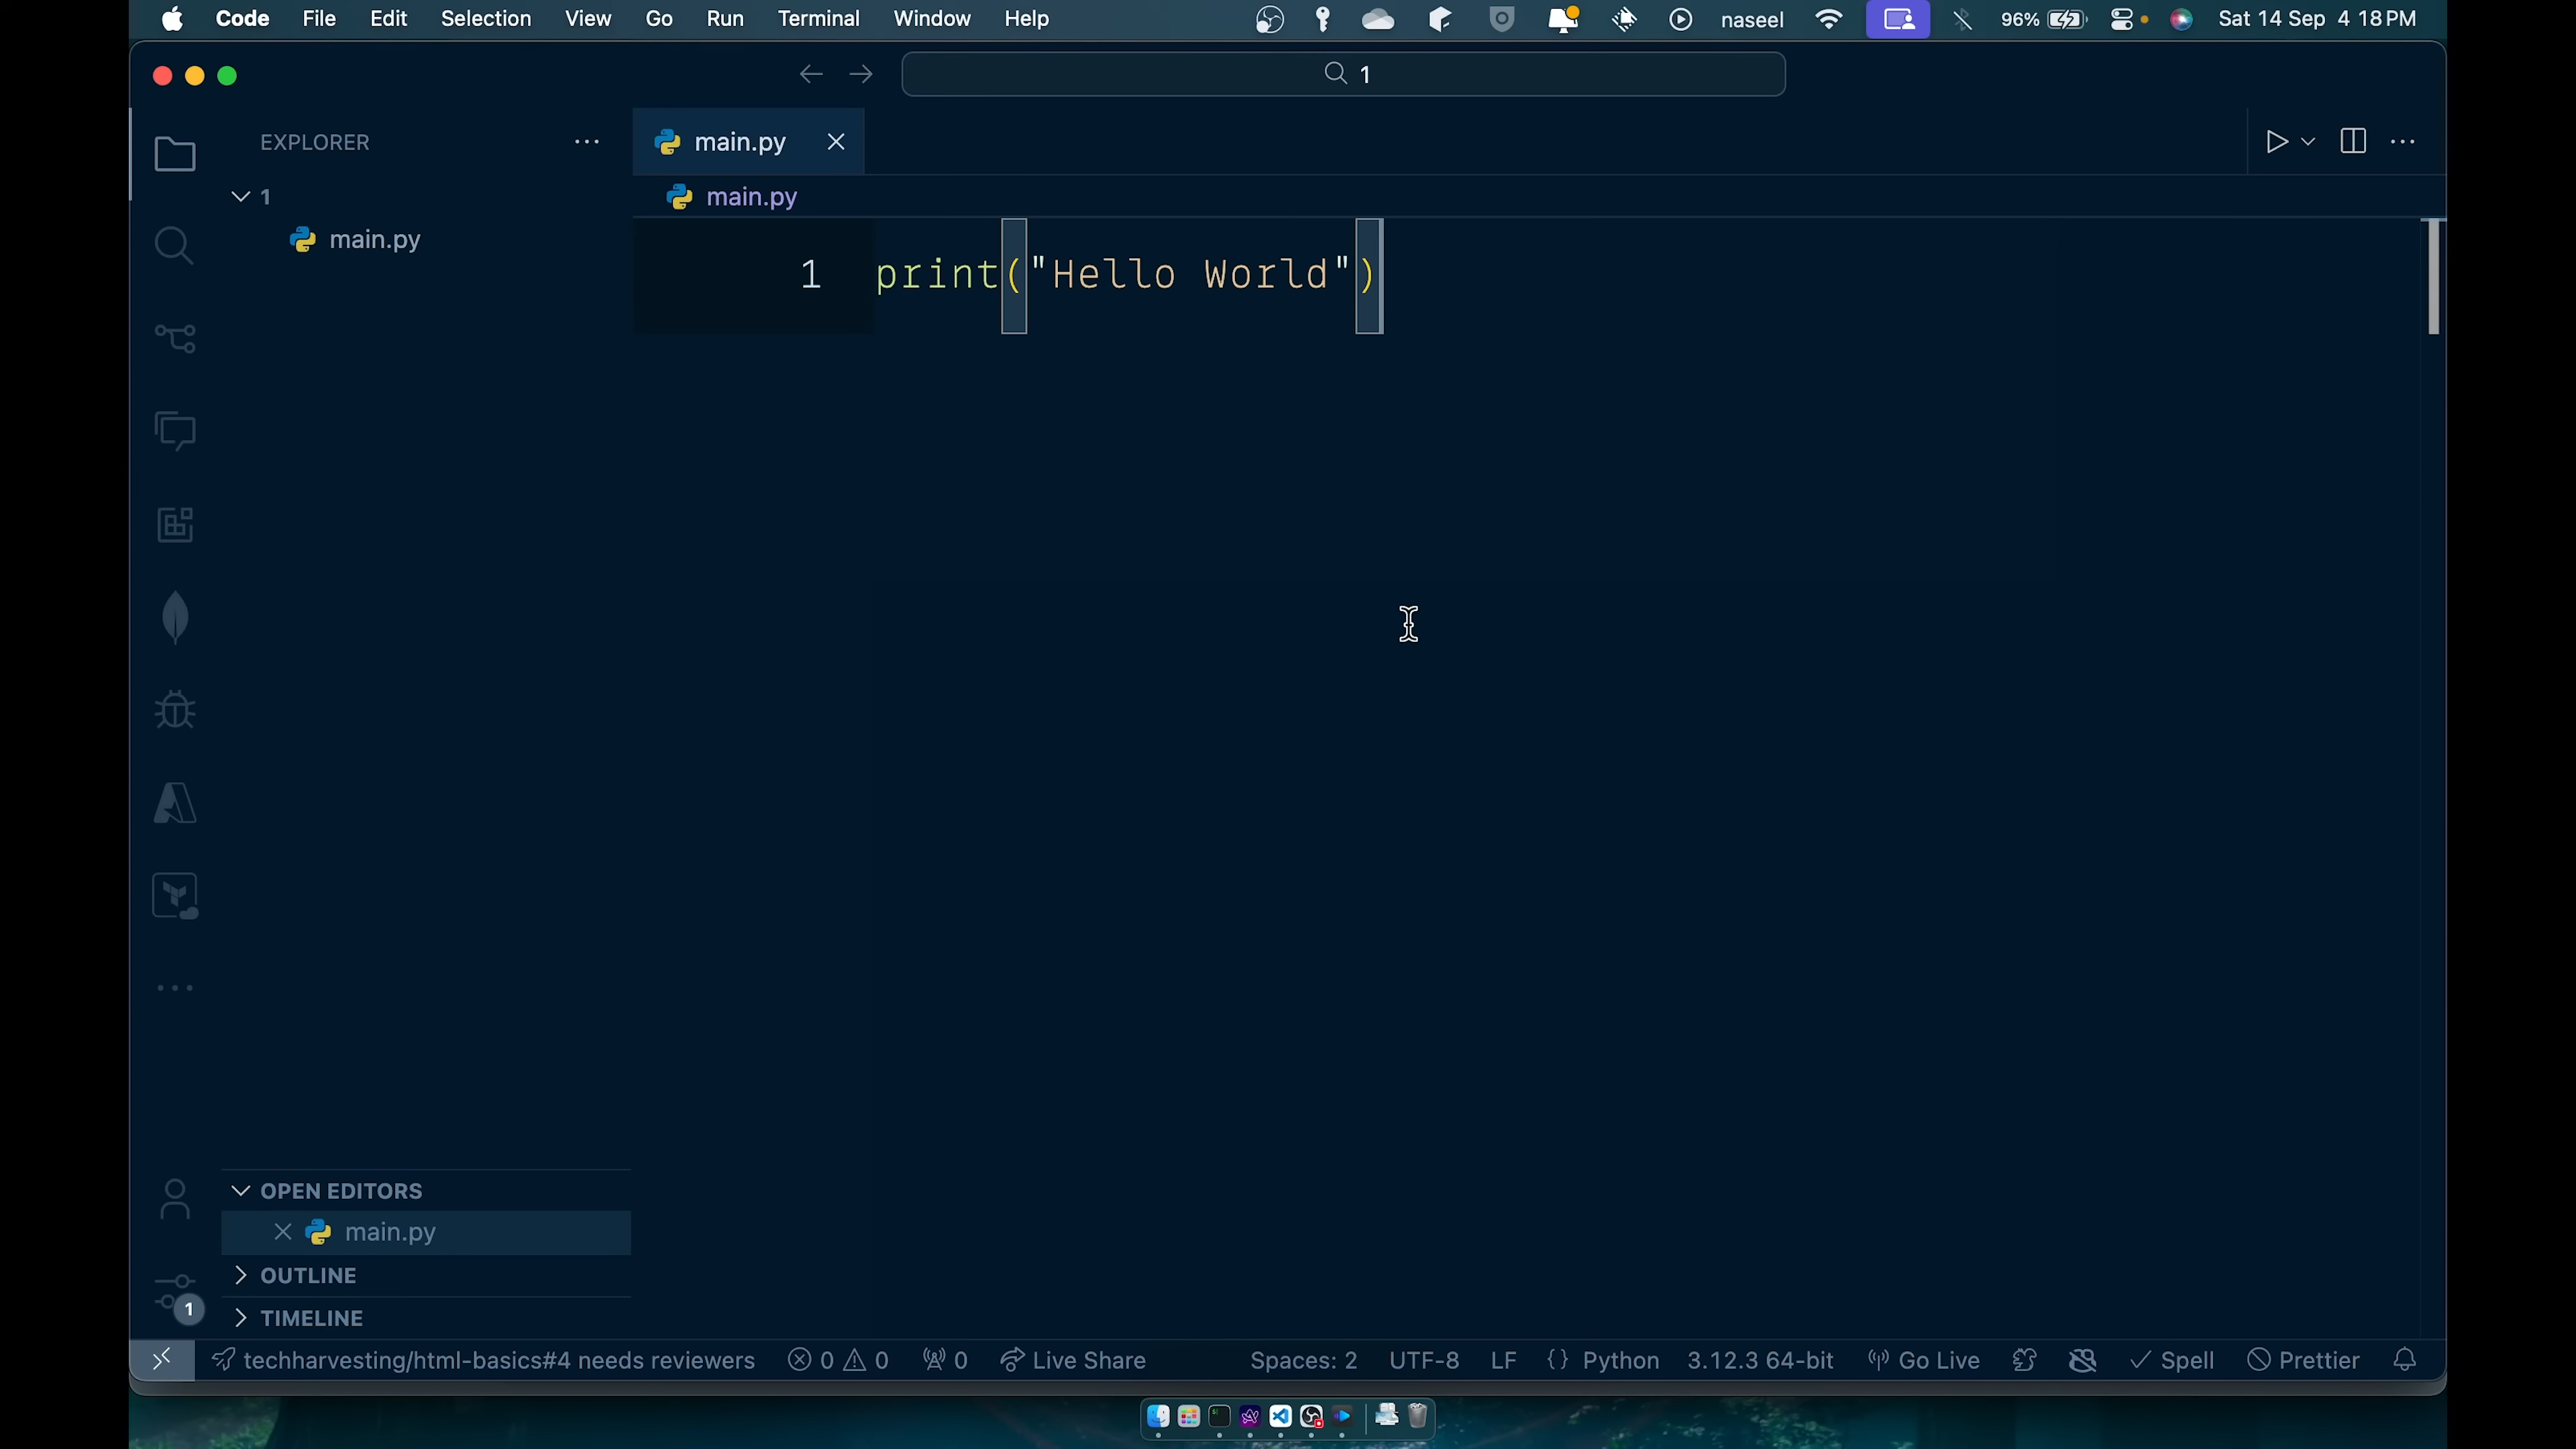 Code File Edit Selection View Go Run Terminal Window Help naseel 96% Sat 14 Sep 4 18 PM
1
EXPLORER
main.py
1
main.py
main.py
1 print("Hello World")
OPEN EDITORS
main.py
OUTLINE
1
TIMELINE
techharvesting/html-basics#4 needs reviewers 0 0 0 Live Share Spaces: 2 UTF-8 LF {} Python 3.12.3 64-bit Go Live Spell Prettier